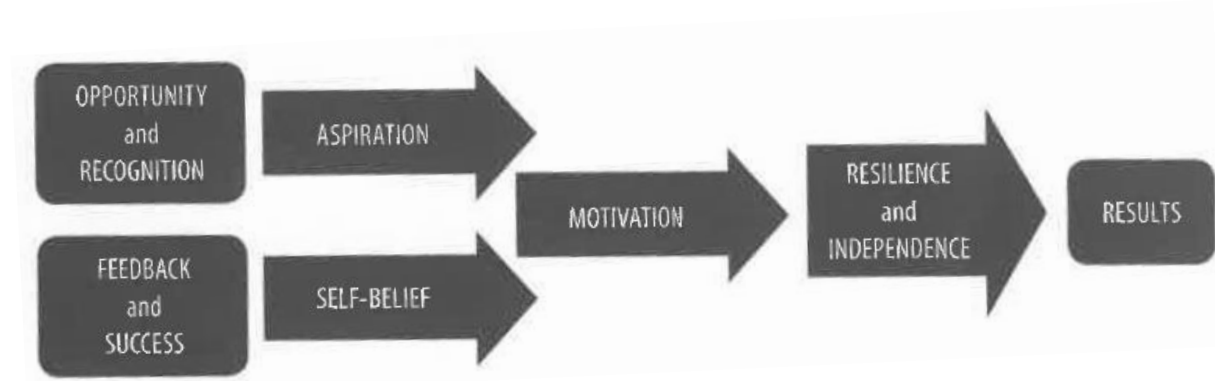 OPPORTUNITY
and
RECOGNITION
ASPIRATION
FEEDBACK
and
SUCCESS
SELF-BELIEF
MOTIVATION
RESILIENCE
and
INDEPENDENCE
RESULTS